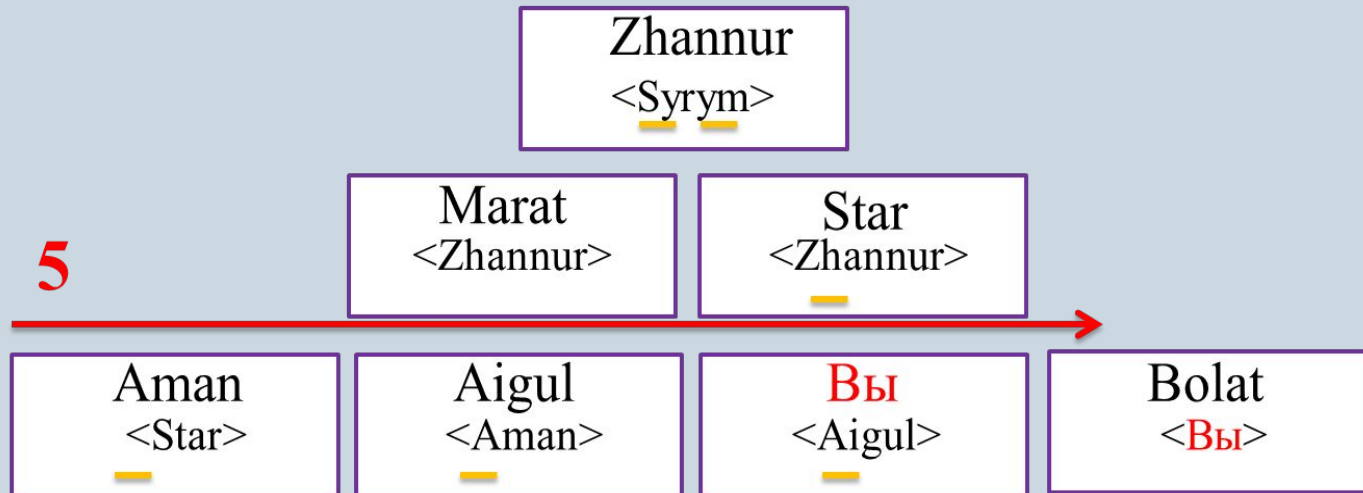 Zhannur
<Syrym>
Marat
<Zhannur>
Star
<Zhannur>
5
Aman
<Star>
Aigul
<Aman>
Вы
<Aigul>
Bolat
<Вы>